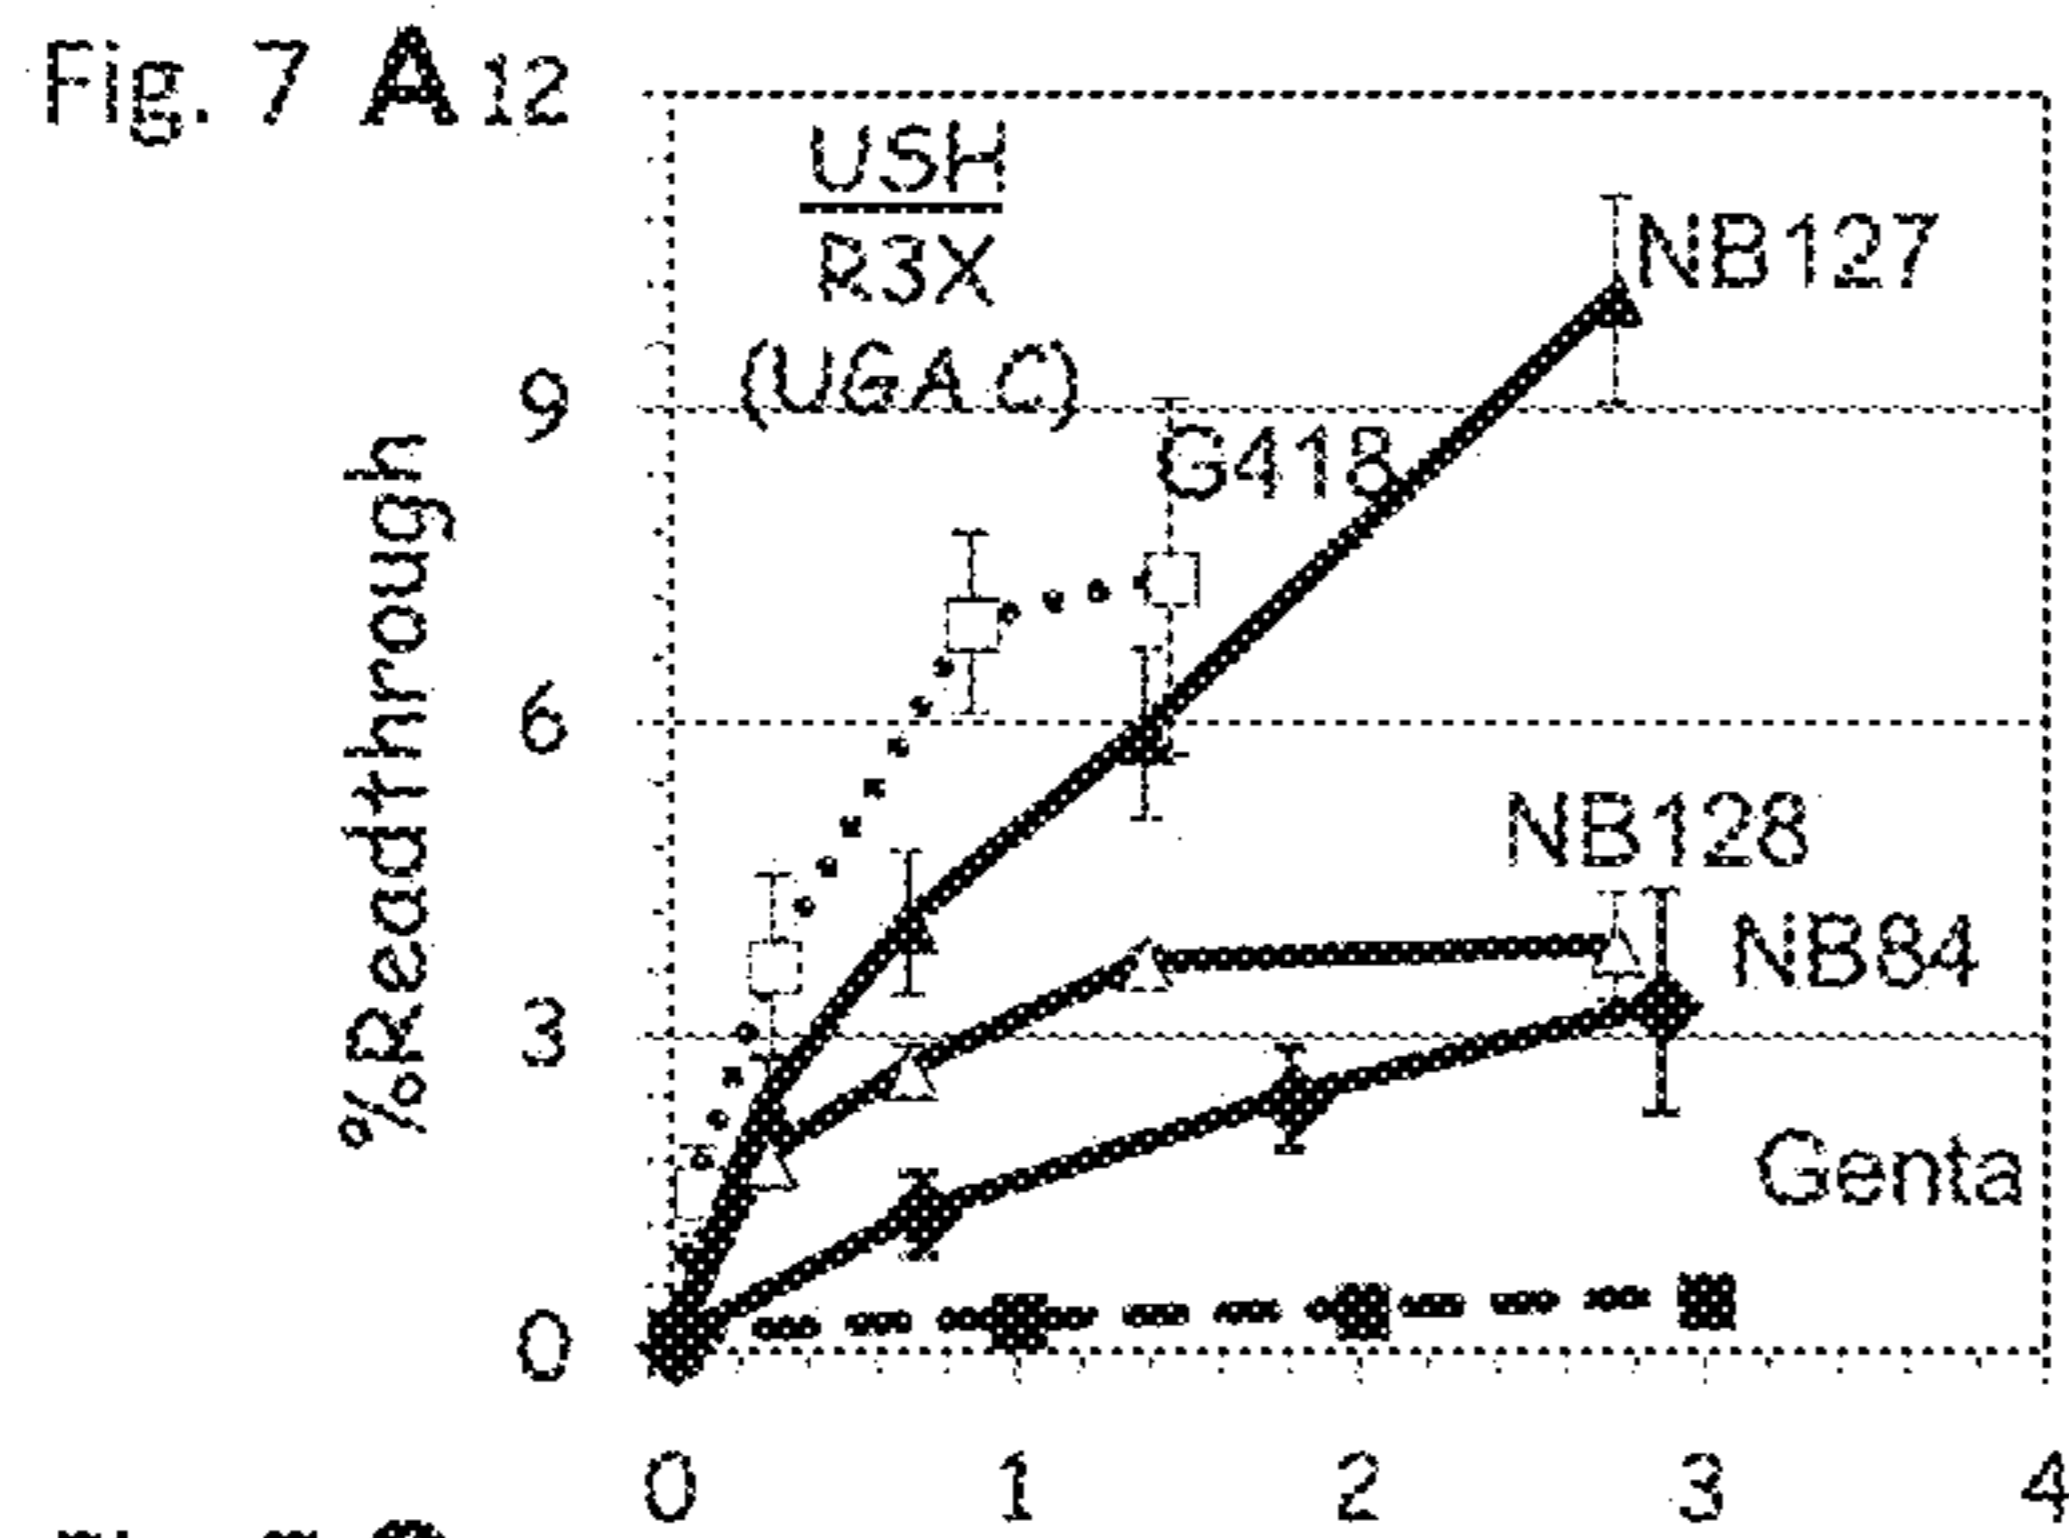 Fig. 7 A
12
USH
R3X
(UGA C)
NB127
9
G418
%Readthrough
6
NB128
NB84
3
Genta
0
0 1 2 3 4